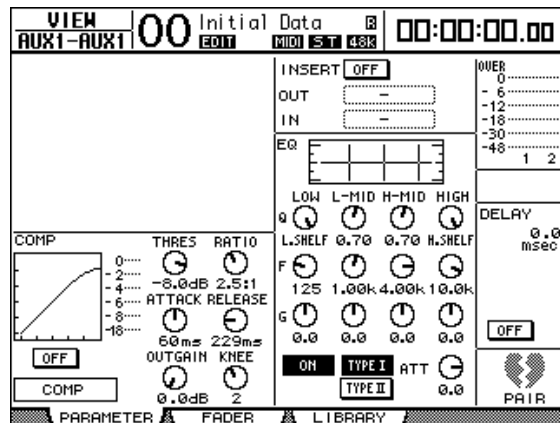 VIEW
AUX1-AUX1
00 Initial Data R
EDIT MIDI ST 48k
00:00:00.00
INSERT OFF
OUT -
IN -
OVER
0
- 6
-12
-18
-30
-48
1 2
EQ
LOW L-MID H-MID HIGH
Q
L.SHELF 0.70 0.70 H.SHELF
F
125 1.00k 4.00k 10.0k
G
0.0 0.0 0.0 0.0
ON TYPE I ATT
TYPE II 0.0
DELAY
0.0
msec
OFF
PAIR
COMP
THRES RATIO
0
- 2
- 4
- 6
- 8
-18
-8.0dB 2.5:1
ATTACK RELEASE
60ms 229ms
OUTGAIN KNEE
0.0dB 2
OFF
COMP
PARAMETER FADER LIBRARY